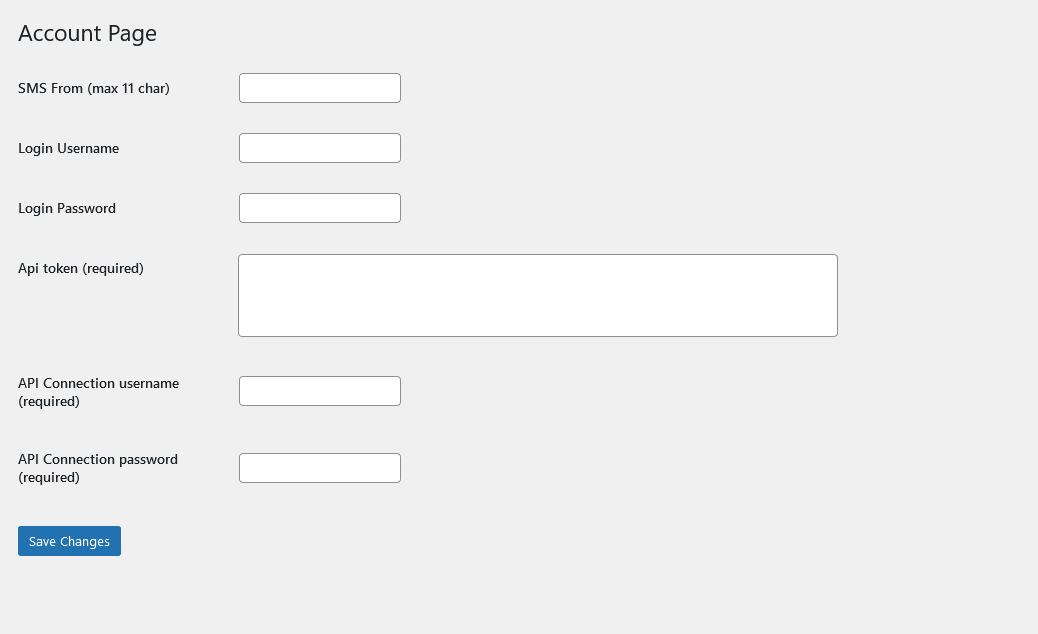 Account Page
SMS From (max 11 char)
Login Username
Login Password
Api token (required)
API Connection username
(required)
API Connection password
(required)
Save Changes